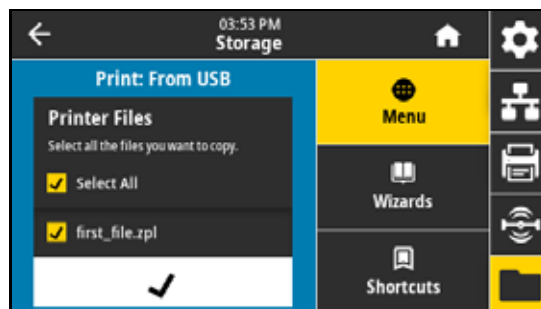 03:53 PM
Storage
Print: From USB
Printer Files
Select all the files you want to copy.
Select All
first_file.zpl
Menu
Wizards
Shortcuts